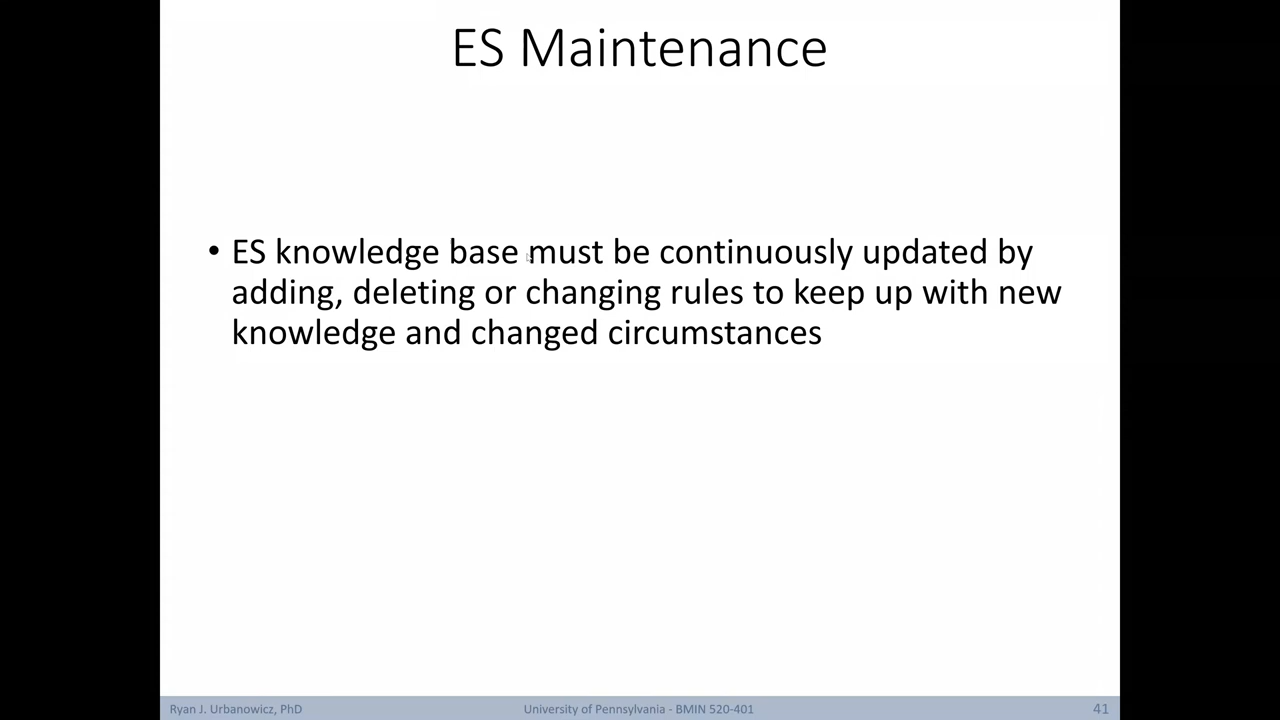 ES Maintenance
• ES knowledge base must be continuously updated by
adding, deleting or changing rules to keep up with new
knowledge and changed circumstances
Ryan J. Urbanowicz, PhD
University of Pennsylvania - BMIN 520-401
41